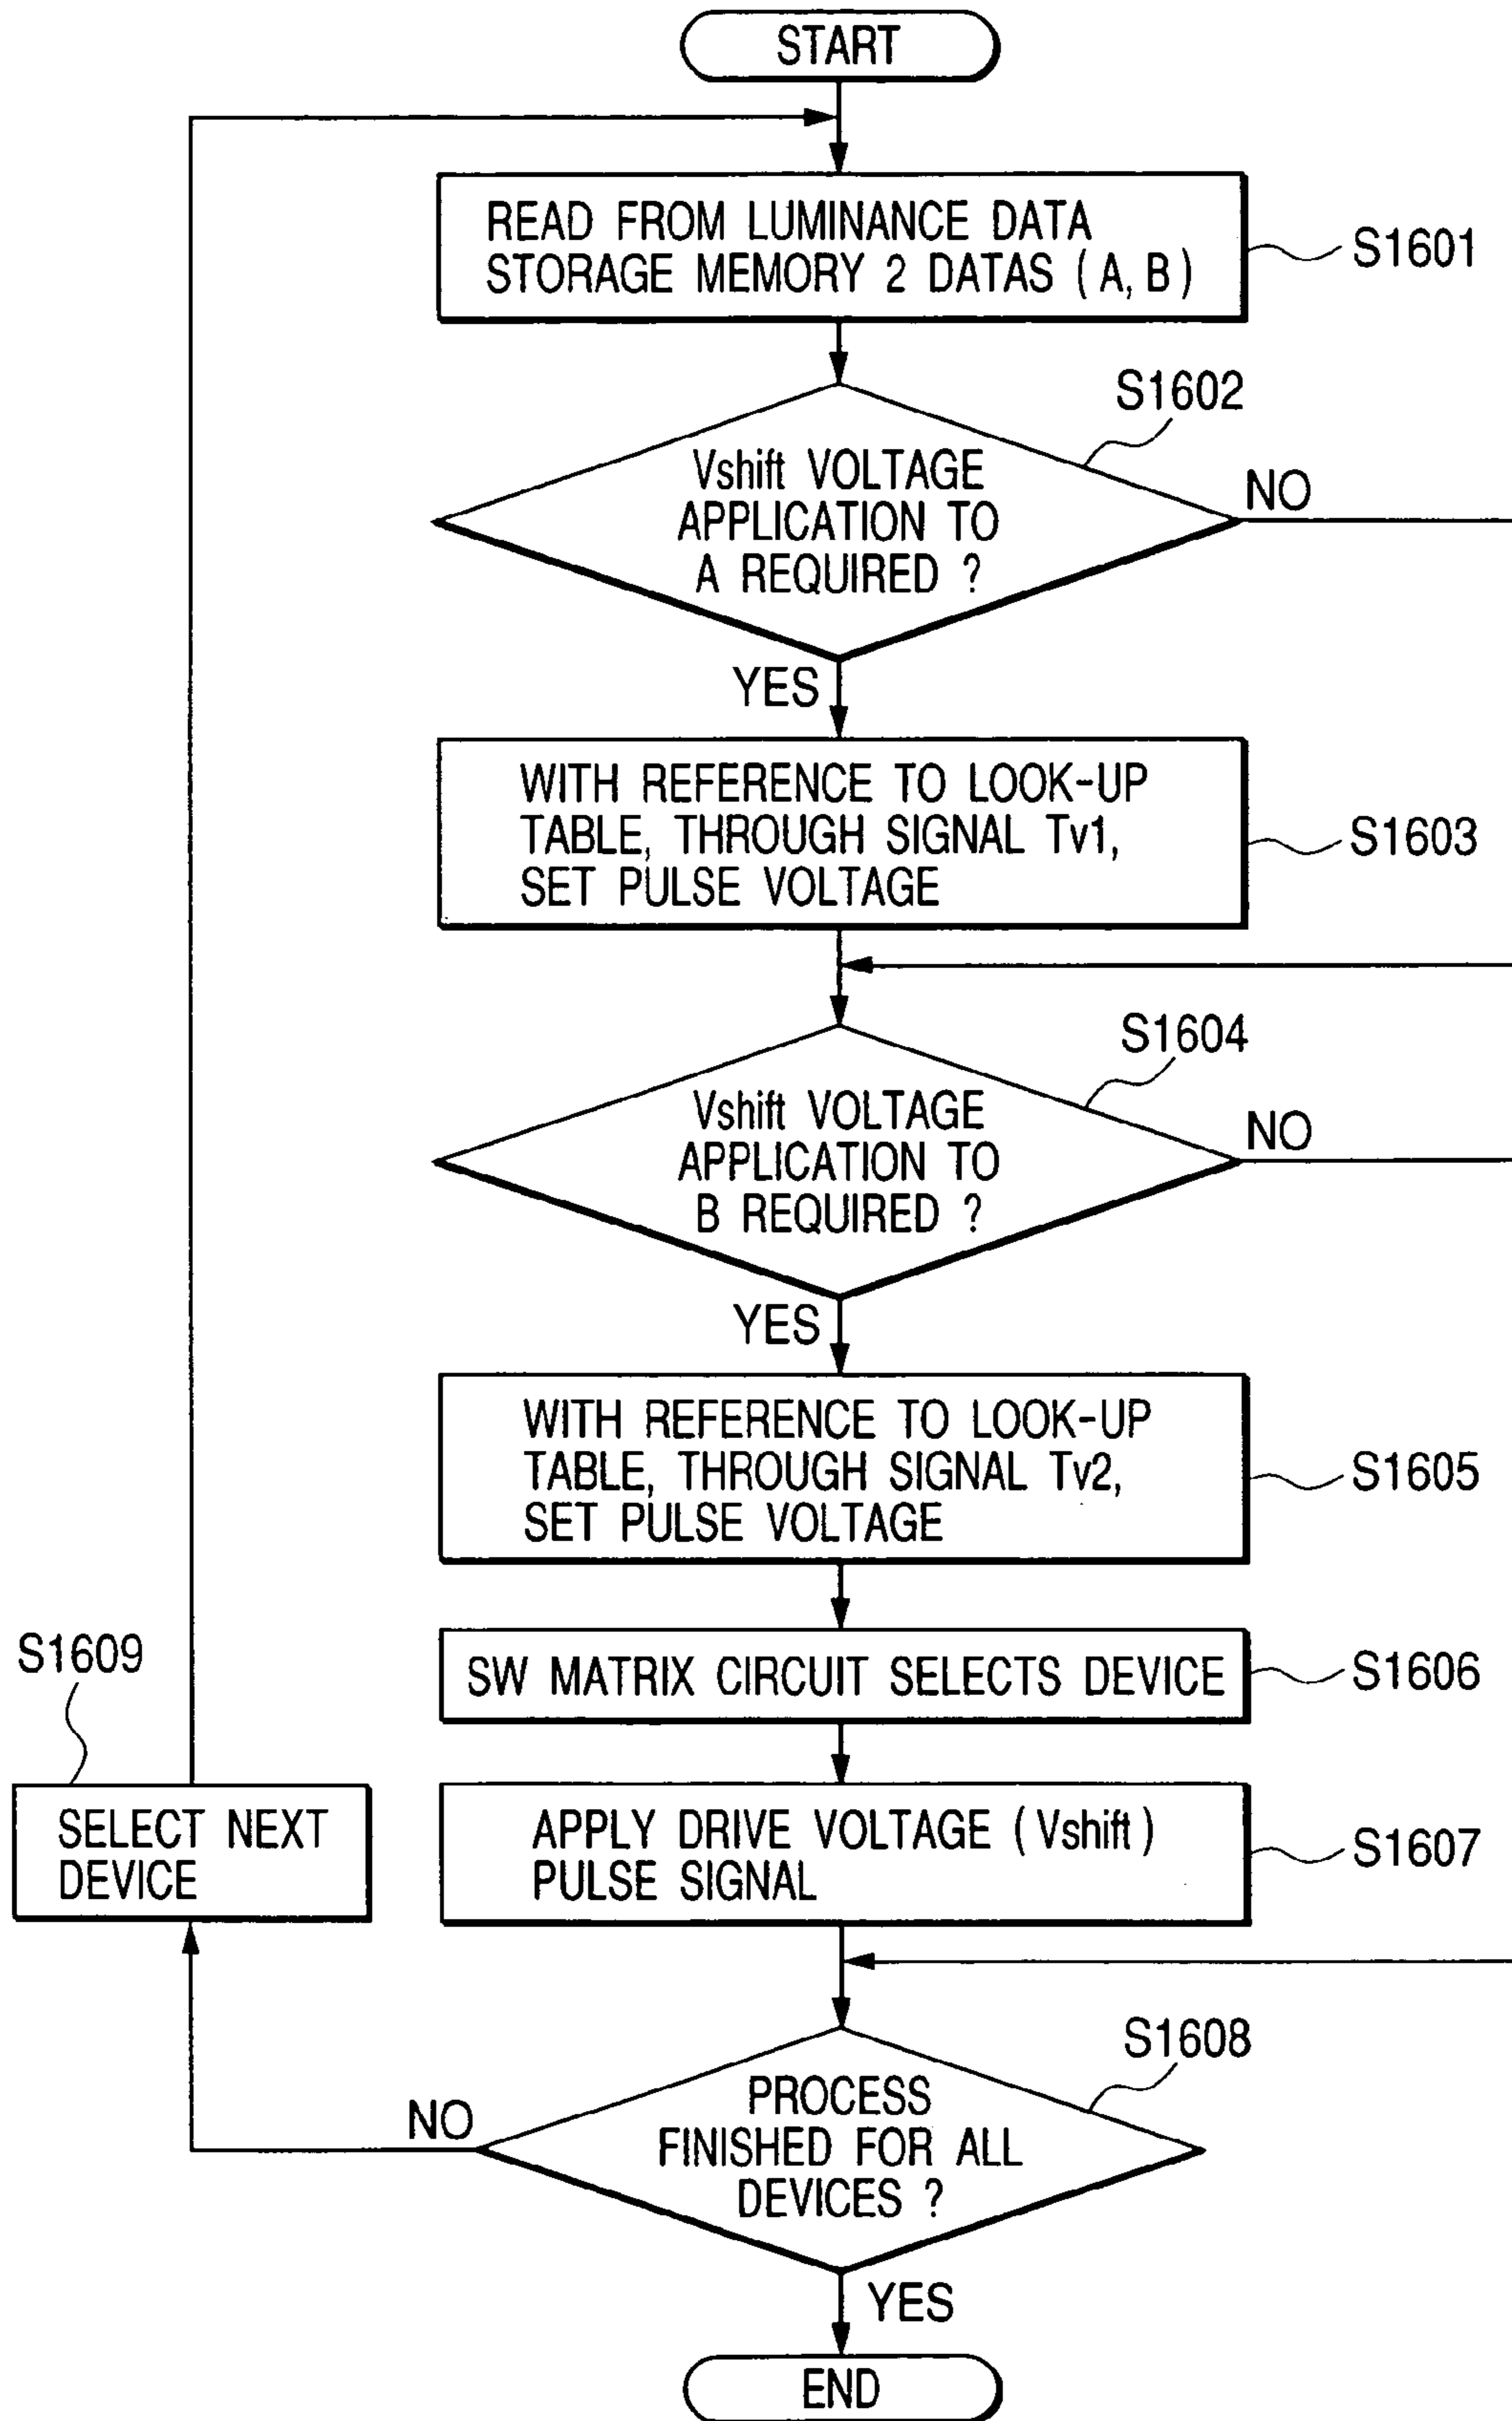 START
READ FROM LUMINANCE DATA
STORAGE MEMORY 2 DATAS (A, B)
S1601
S1602
Vshift VOLTAGE
APPLICATION TO
A REQUIRED ?
NO
YES
WITH REFERENCE TO LOOK-UP
TABLE, THROUGH SIGNAL Tv1,
SET PULSE VOLTAGE
S1603
S1604
Vshift VOLTAGE
APPLICATION TO
B REQUIRED ?
NO
YES
WITH REFERENCE TO LOOK-UP
TABLE, THROUGH SIGNAL Tv2,
SET PULSE VOLTAGE
S1605
SW MATRIX CIRCUIT SELECTS DEVICE
S1606
S1609
SELECT NEXT
DEVICE
APPLY DRIVE VOLTAGE (Vshift)
PULSE SIGNAL
S1607
S1608
PROCESS
FINISHED FOR ALL
DEVICES ?
NO
YES
END